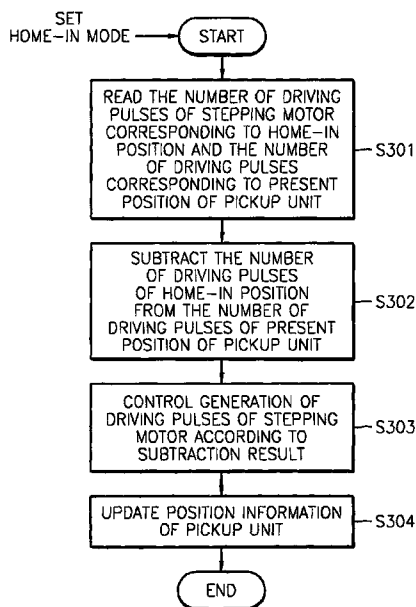 SET
HOME-IN MODE
START
READ THE NUMBER OF DRIVING
PULSES OF STEPPING MOTOR
CORRESPONDING TO HOME-IN
POSITION AND THE NUMBER
OF DRIVING PULSES
CORRESPONDING TO PRESENT
POSITION OF PICKUP UNIT
S301
SUBTRACT THE NUMBER
OF DRIVING PULSES
OF HOME-IN POSITION
FROM THE NUMBER OF
DRIVING PULSES OF PRESENT
POSITION OF PICKUP UNIT
S302
CONTROL GENERATION OF
DRIVING PULSES OF STEPPING
MOTOR ACCORDING TO
SUBTRACTION RESULT
S303
UPDATE POSITION INFORMATION
OF PICKUP UNIT
S304
END